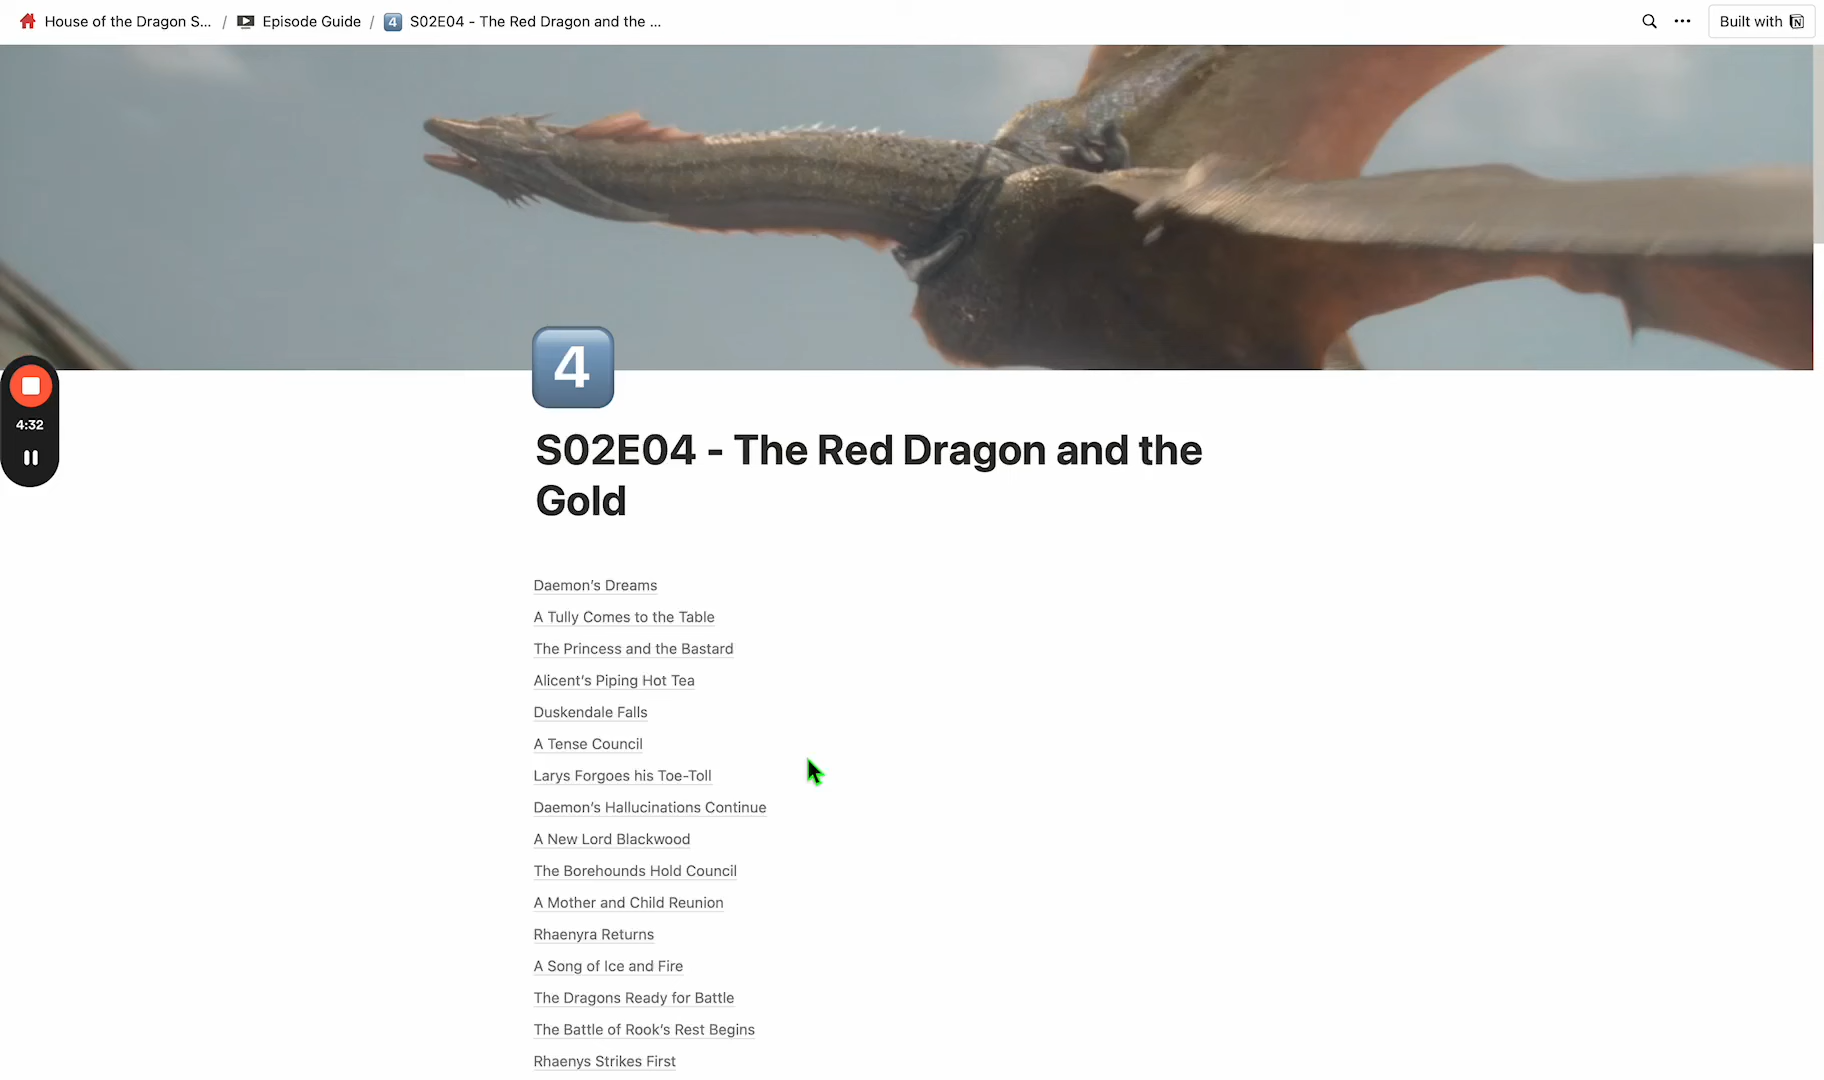 House of the Dragon S... / Episode Guide / 4 S02E04 - The Red Dragon and the ...
Built with
4
4:32
S02E04 - The Red Dragon and the
Gold
Daemon's Dreams
A Tully Comes to the Table
The Princess and the Bastard
Alicent's Piping Hot Tea
Duskendale Falls
A Tense Council
Larys Forgoes his Toe-Toll
Daemon's Hallucinations Continue
A New Lord Blackwood
The Borehounds Hold Council
A Mother and Child Reunion
Rhaenyra Returns
A Song of Ice and Fire
The Dragons Ready for Battle
The Battle of Rook's Rest Begins
Rhaenys Strikes First